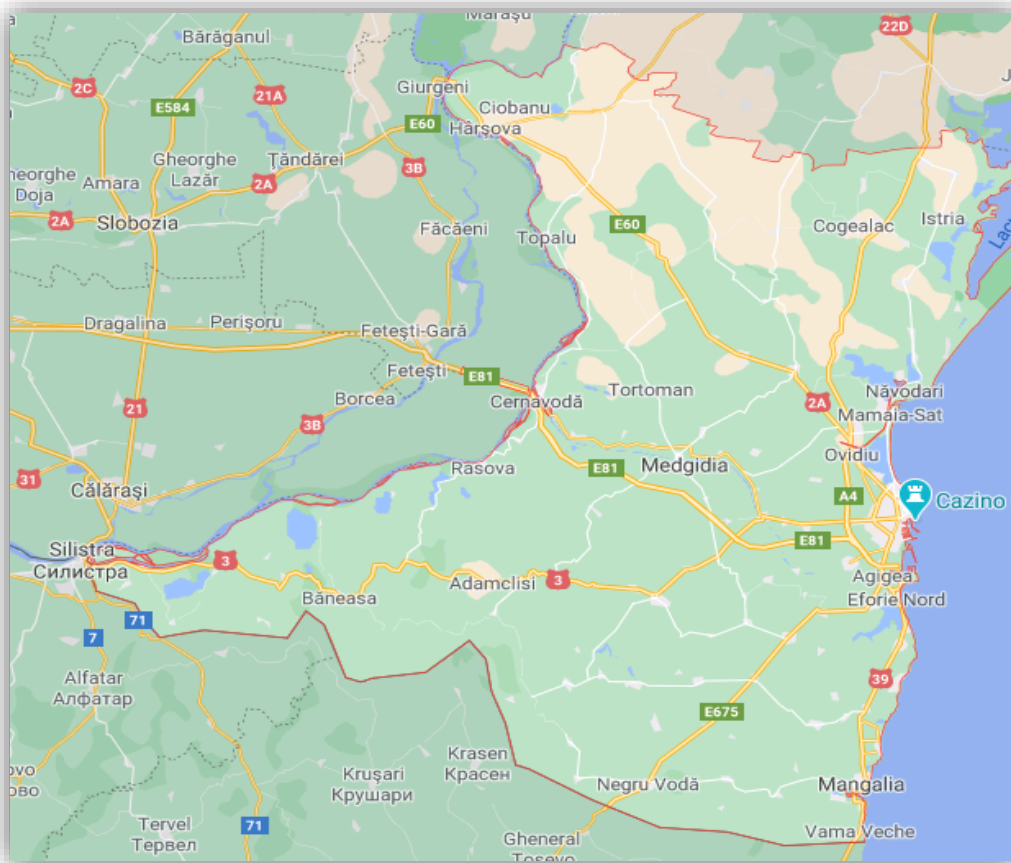 Mărașu
22D
Bărăganul
2C
Giurgeni
21A
E584
Ciobanu
Hârșova
E60
Gheorghe
Lazăr
Țăndărei
3B
Amara
Doja
2A
2A
Slobozia
Făcăeni
E60
Cogealac
Istria
Topalu
Dragalina
Perișoru
Fetești-Gară
Fetești
E81
Borcea
Cernavodă
Tortoman
Năvodari
2A
Mamaia-Sat
21
3B
Ovidiu
Rasova
E81
Medgidia
31
Călărași
A4
Cazino
E81
Silistra
Силистра
3
Băneasa
Adamclisi
3
Agigea
Eforie Nord
71
7
Alfatar
Алфатар
39
E675
Krasen
Красен
Krușari
Крушари
Negru Vodă
Mangalia
71
Tervel
Тервел
Vama Veche
Gheneral
Toșevo